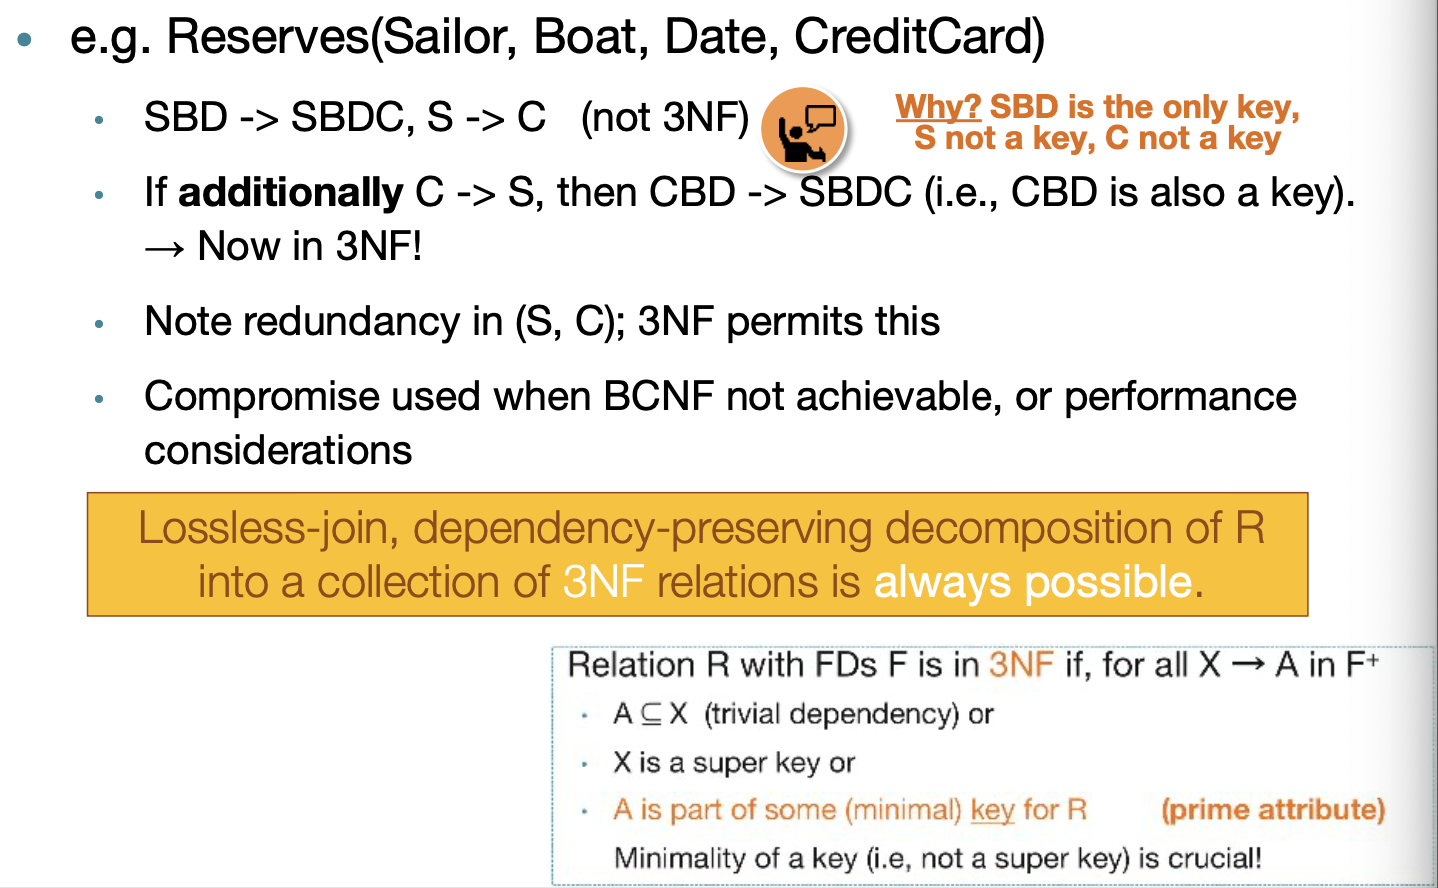 • e.g. Reserves(Sailor, Boat, Date, CreditCard)
• SBD -> SBDC, S -> C (not 3NF)
Why? SBD is the only key,
S not a key, C not a key
• If additionally C -> S, then CBD -> SBDC (i.e., CBD is also a key).
→ Now in 3NF!
• Note redundancy in (S, C); 3NF permits this
• Compromise used when BCNF not achievable, or performance
considerations
Lossless-join, dependency-preserving decomposition of R
into a collection of 3NF relations is always possible.
Relation R with FDs F is in 3NF if, for all X → A in F⁺
• A ⊆ X (trivial dependency) or
• X is a super key or
• A is part of some (minimal) key for R (prime attribute)
Minimality of a key (i.e, not a super key) is crucial!